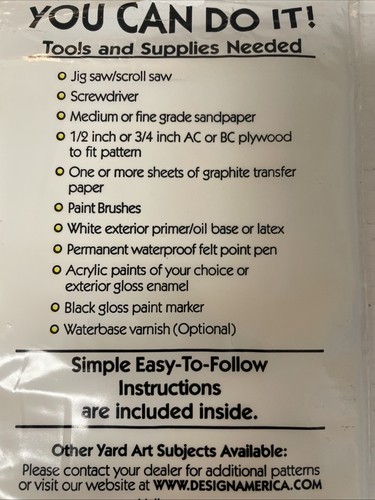 YOU CAN DO IT!
Tools and Supplies Needed
Jig saw/scroll saw
Screwdriver
Medium or fine grade sandpaper
1/2 inch or 3/4 inch AC or BC plywood
to fit pattern
One or more sheets of graphite transfer
paper
Paint Brushes
White exterior primer/oil base or latex
Permanent waterproof felt point pen
Acrylic paints of your choice or
exterior gloss enamel
Black gloss paint marker
Waterbase varnish (Optional)
Simple Easy-To-Follow
Instructions
are included inside.
Other Yard Art Subjects Available:
Please contact your dealer for additional patterns
or visit our website at WWW.DESIGNAMERICA.COM